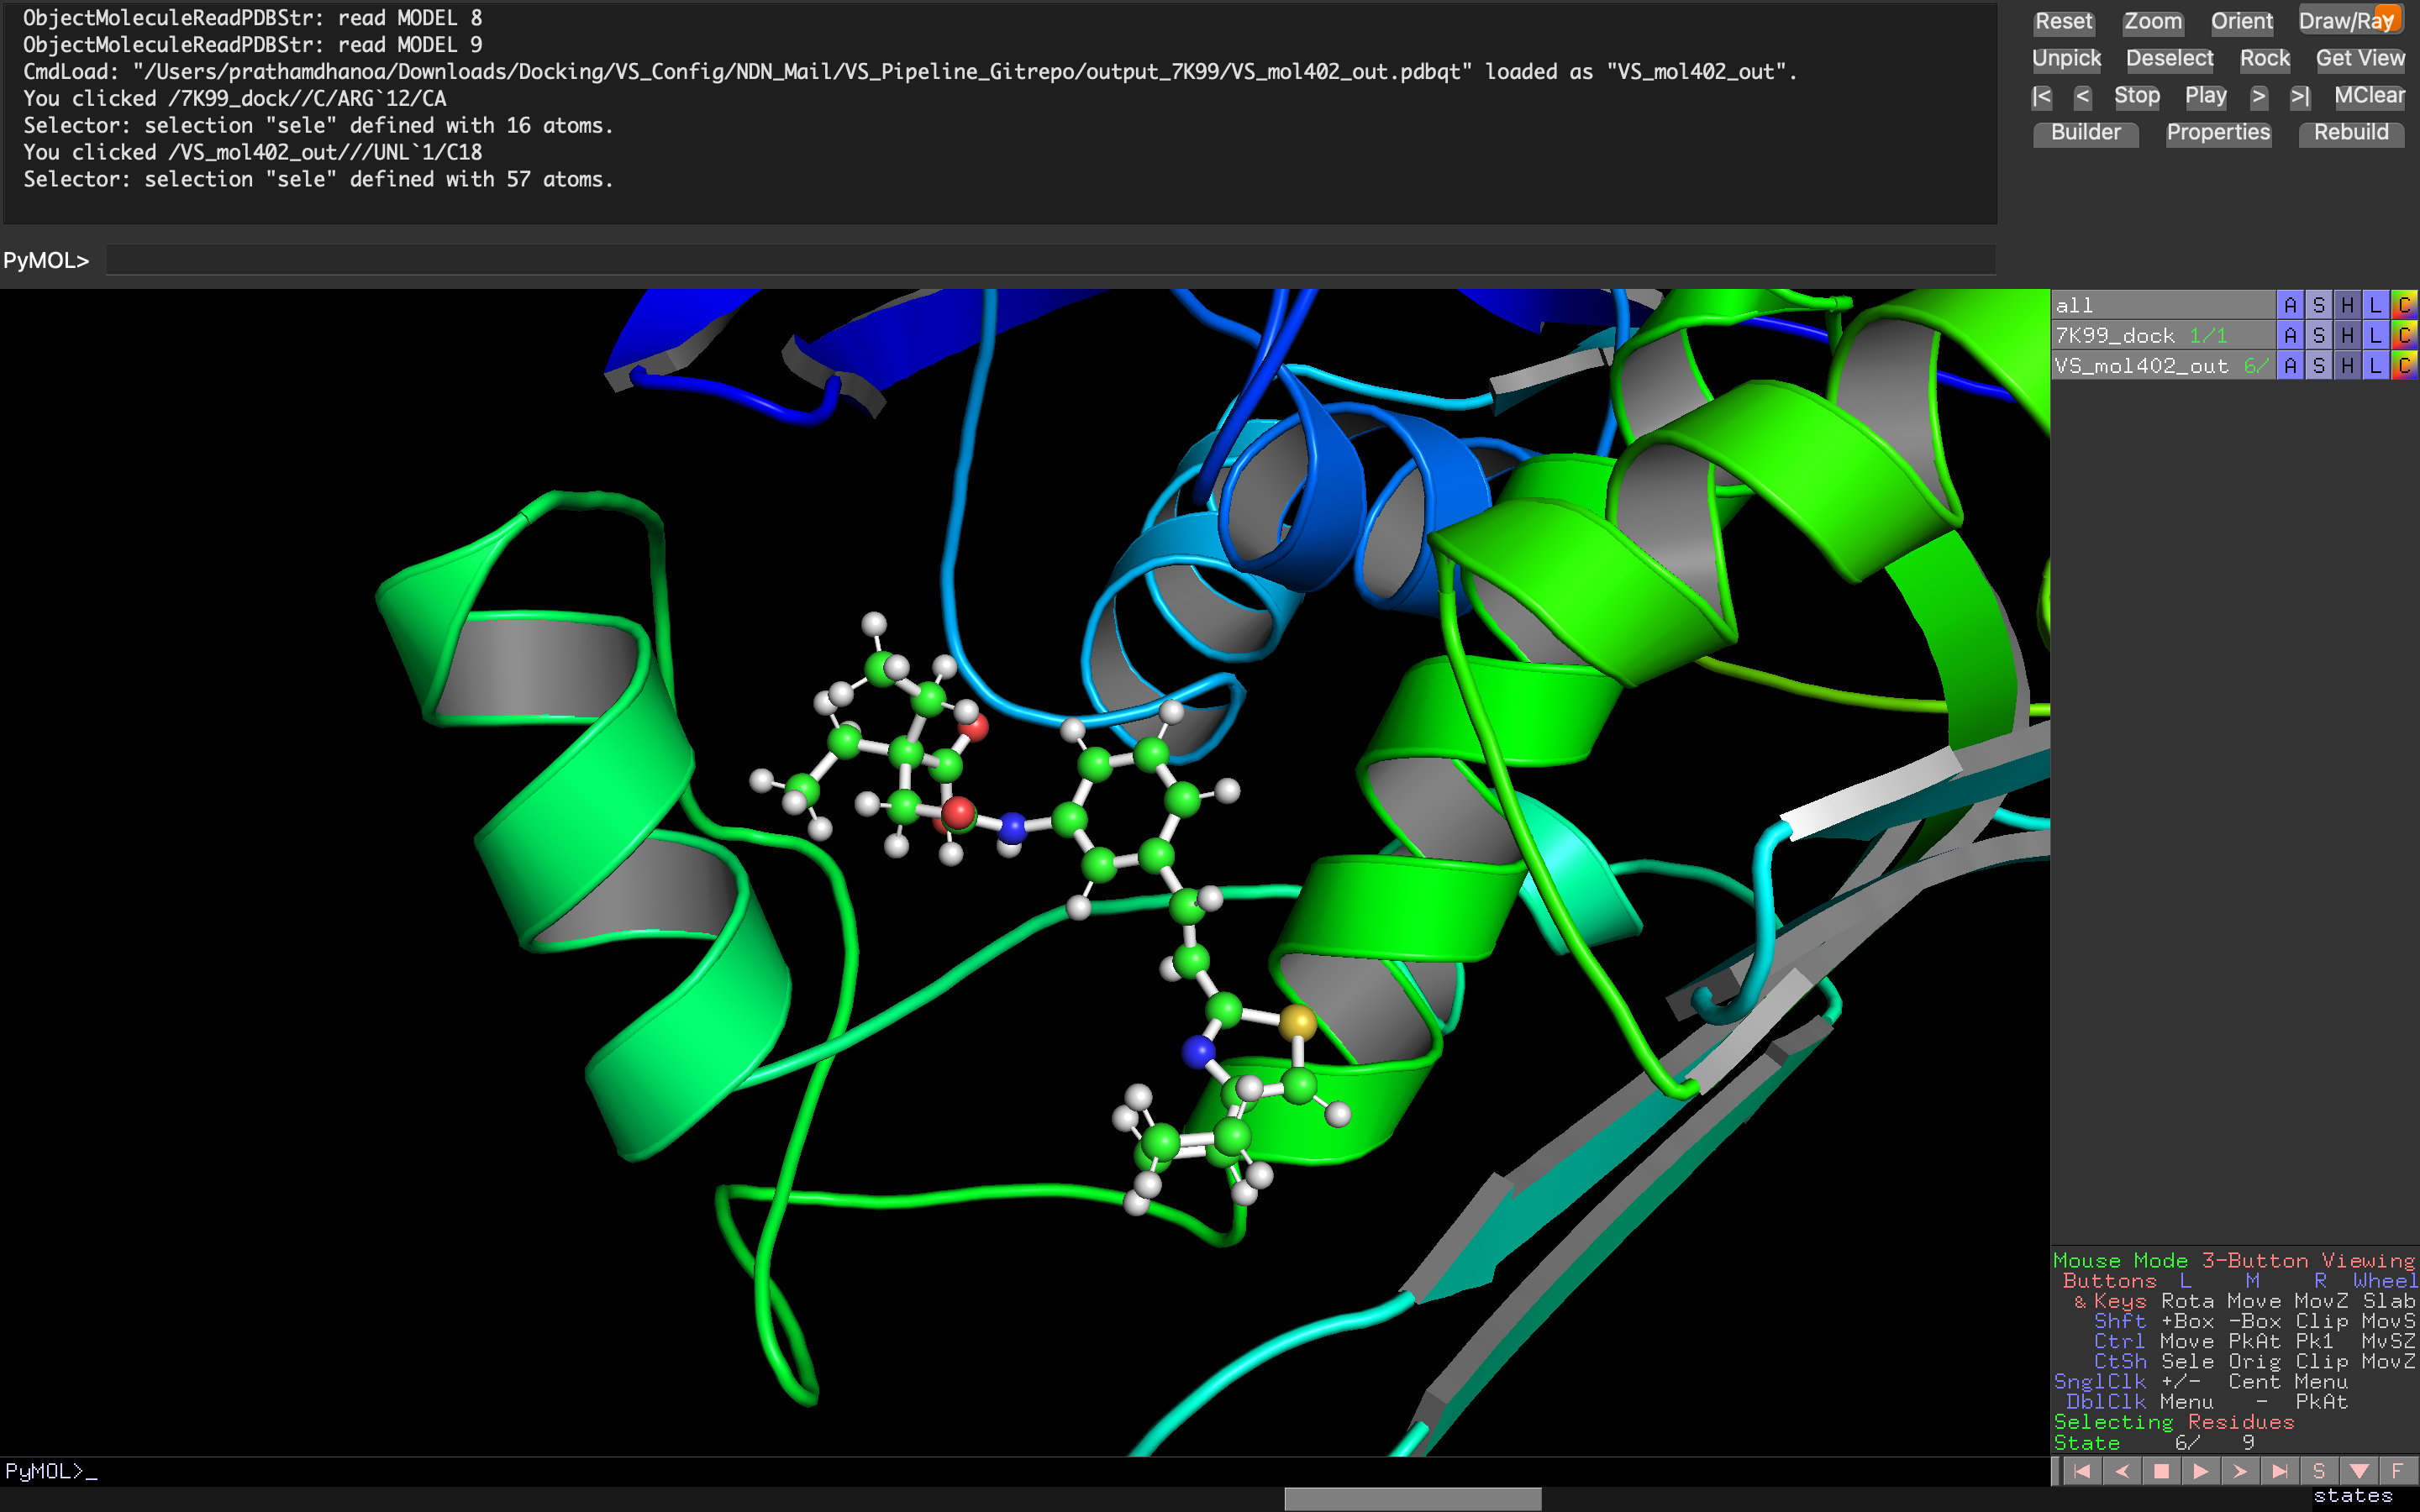 ObjectMoleculeReadPDBStr: read MODEL 8
ObjectMoleculeReadPDBStr: read MODEL 9
CmdLoad: "/Users/prathamdhanoa/Downloads/Docking/VS_Config/NDN_Mail/VS_Pipeline_Gitrepo/output_7K99/VS_mol402_out.pdbqt" loaded as "VS_mol402_out".
You clicked /7K99_dock//C/ARG`12/CA
Selector: selection "sele" defined with 16 atoms.
You clicked /VS_mol402_out///UNL`1/C18
Selector: selection "sele" defined with 57 atoms.
PyMOL>
Reset Zoom Orient Draw/Ray
Unpick Deselect Rock Get View
|< < Stop Play > >| MClear
Builder Properties Rebuild
all A S H L C
7K99_dock 1/1 A S H L C
VS_mol402_out 6/ A S H L C
Mouse Mode 3-Button Viewing
Buttons L M R Wheel
& Keys Rota Move MovZ Slab
Shft +Box -Box Clip MovS
Ctrl Move PkAt Pk1 MvSZ
CtSh Sele Orig Clip MovZ
SnglClk +/- Cent Menu
DblClk Menu - PkAt
Selecting Residues
State 6/ 9
PyMOL>_
S F
states